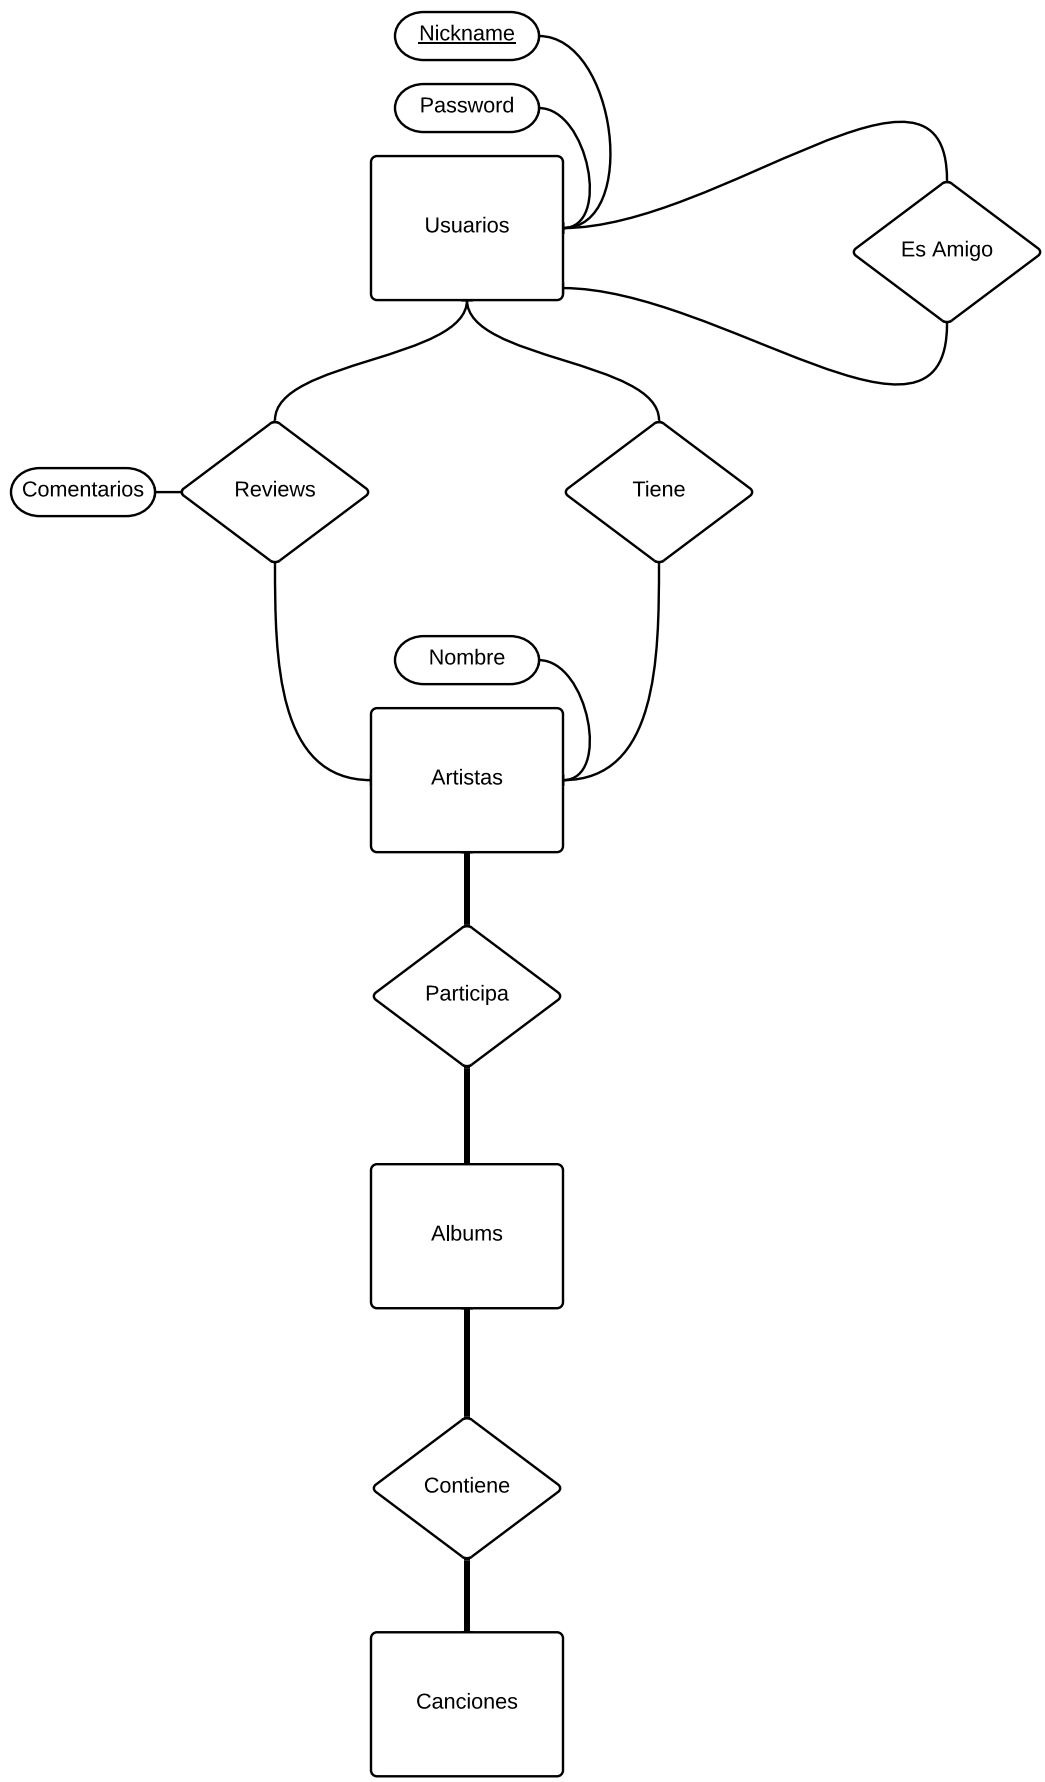 Nickname
Password
Usuarios
Es Amigo
Comentarios
Reviews
Tiene
Nombre
Artistas
Participa
Albums
Contiene
Canciones